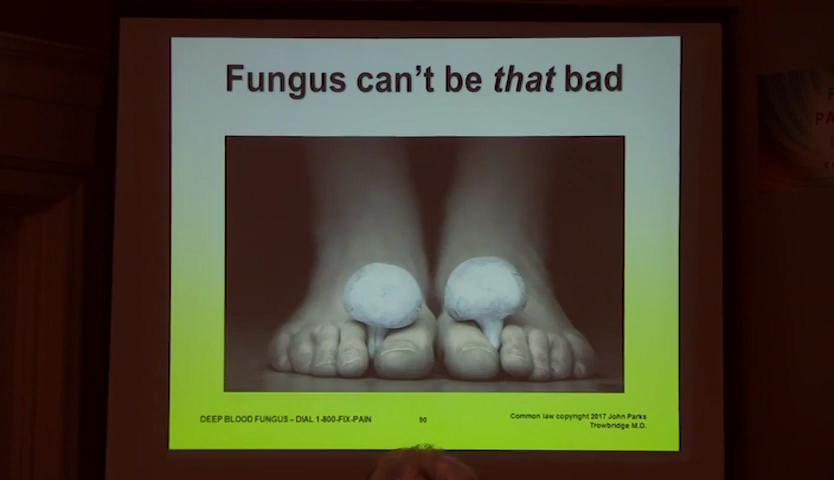 Fungus can't be that bad
DEEP BLOOD FUNGUS – DIAL 1-800-FIX-PAIN
90
Common law copyright 2017 John Parks
Trowbridge M.D.